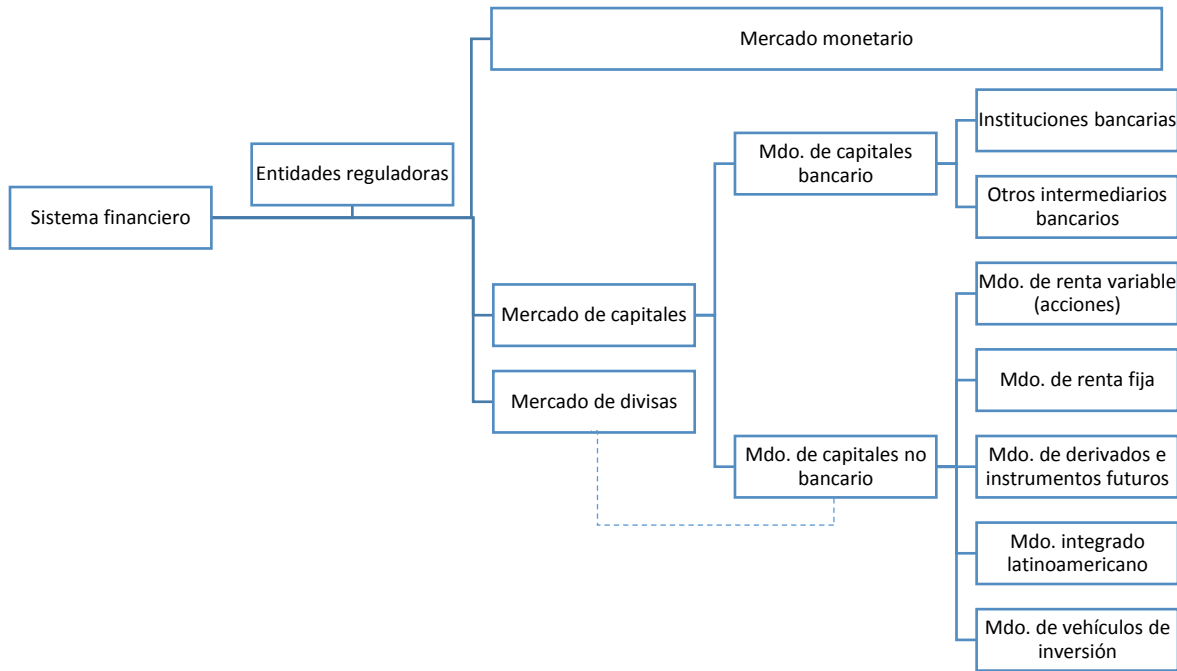 Mercado monetario
Instituciones bancarias
Mdo. de capitales
bancario
Entidades reguladoras
Otros intermediarios
bancarios
Sistema financiero
Mdo. de renta variable
(acciones)
Mercado de capitales
Mdo. de renta fija
Mercado de divisas
Mdo. de capitales no
bancario
Mdo. de derivados e
instrumentos futuros
Mdo. integrado
latinoamericano
Mdo. de vehículos de
inversión